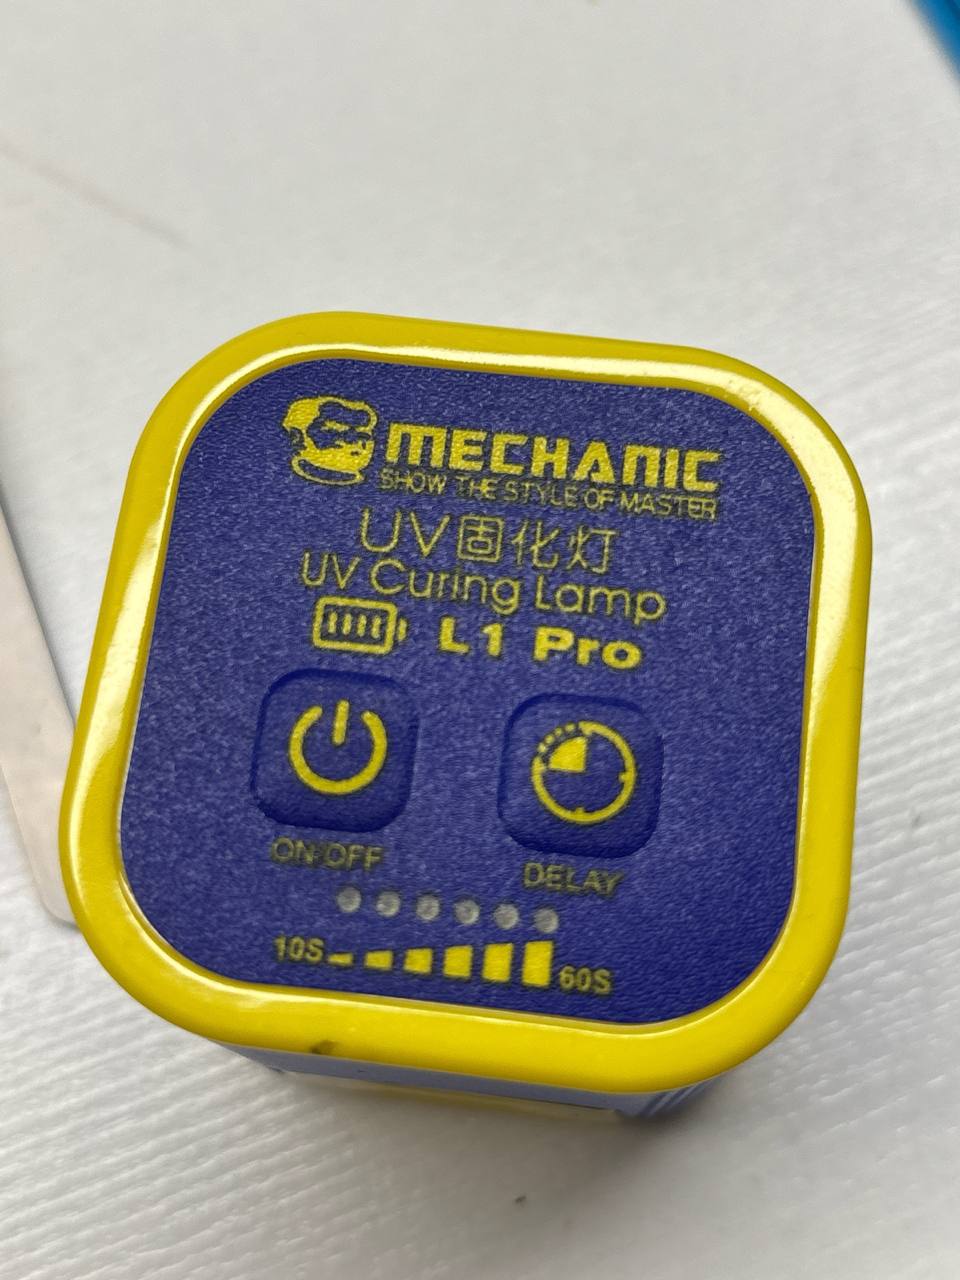 MECHANIC
SHOW THE STYLE OF MASTER
UV固化灯
UV Curing Lamp
L1 Pro
ON/OFF
DELAY
10S
60S